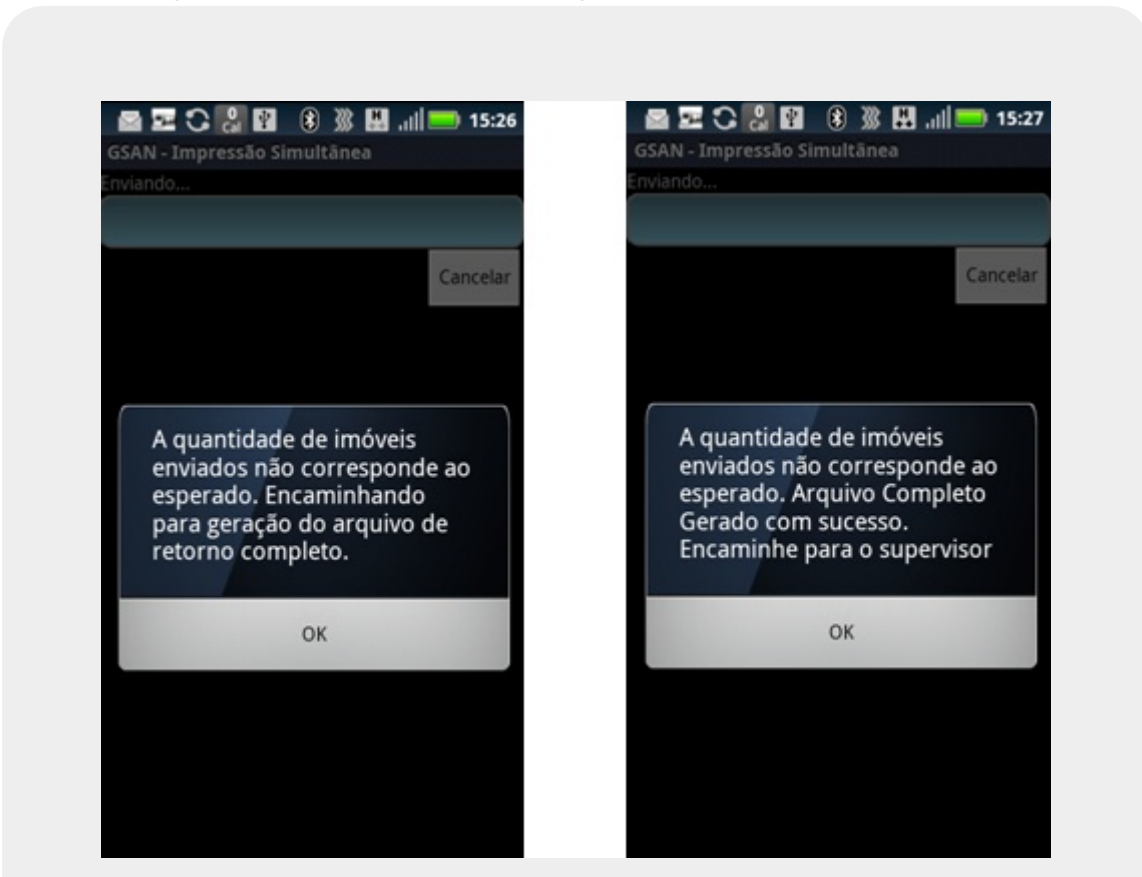 15:26
GSAN - Impressão Simultânea
Enviando...
Cancelar
A quantidade de imóveis
enviados não corresponde ao
esperado. Encaminhando
para geração do arquivo de
retorno completo.
OK
15:27
GSAN - Impressão Simultânea
Enviando...
Cancelar
A quantidade de imóveis
enviados não corresponde ao
esperado. Arquivo Completo
Gerado com sucesso.
Encaminhe para o supervisor
OK